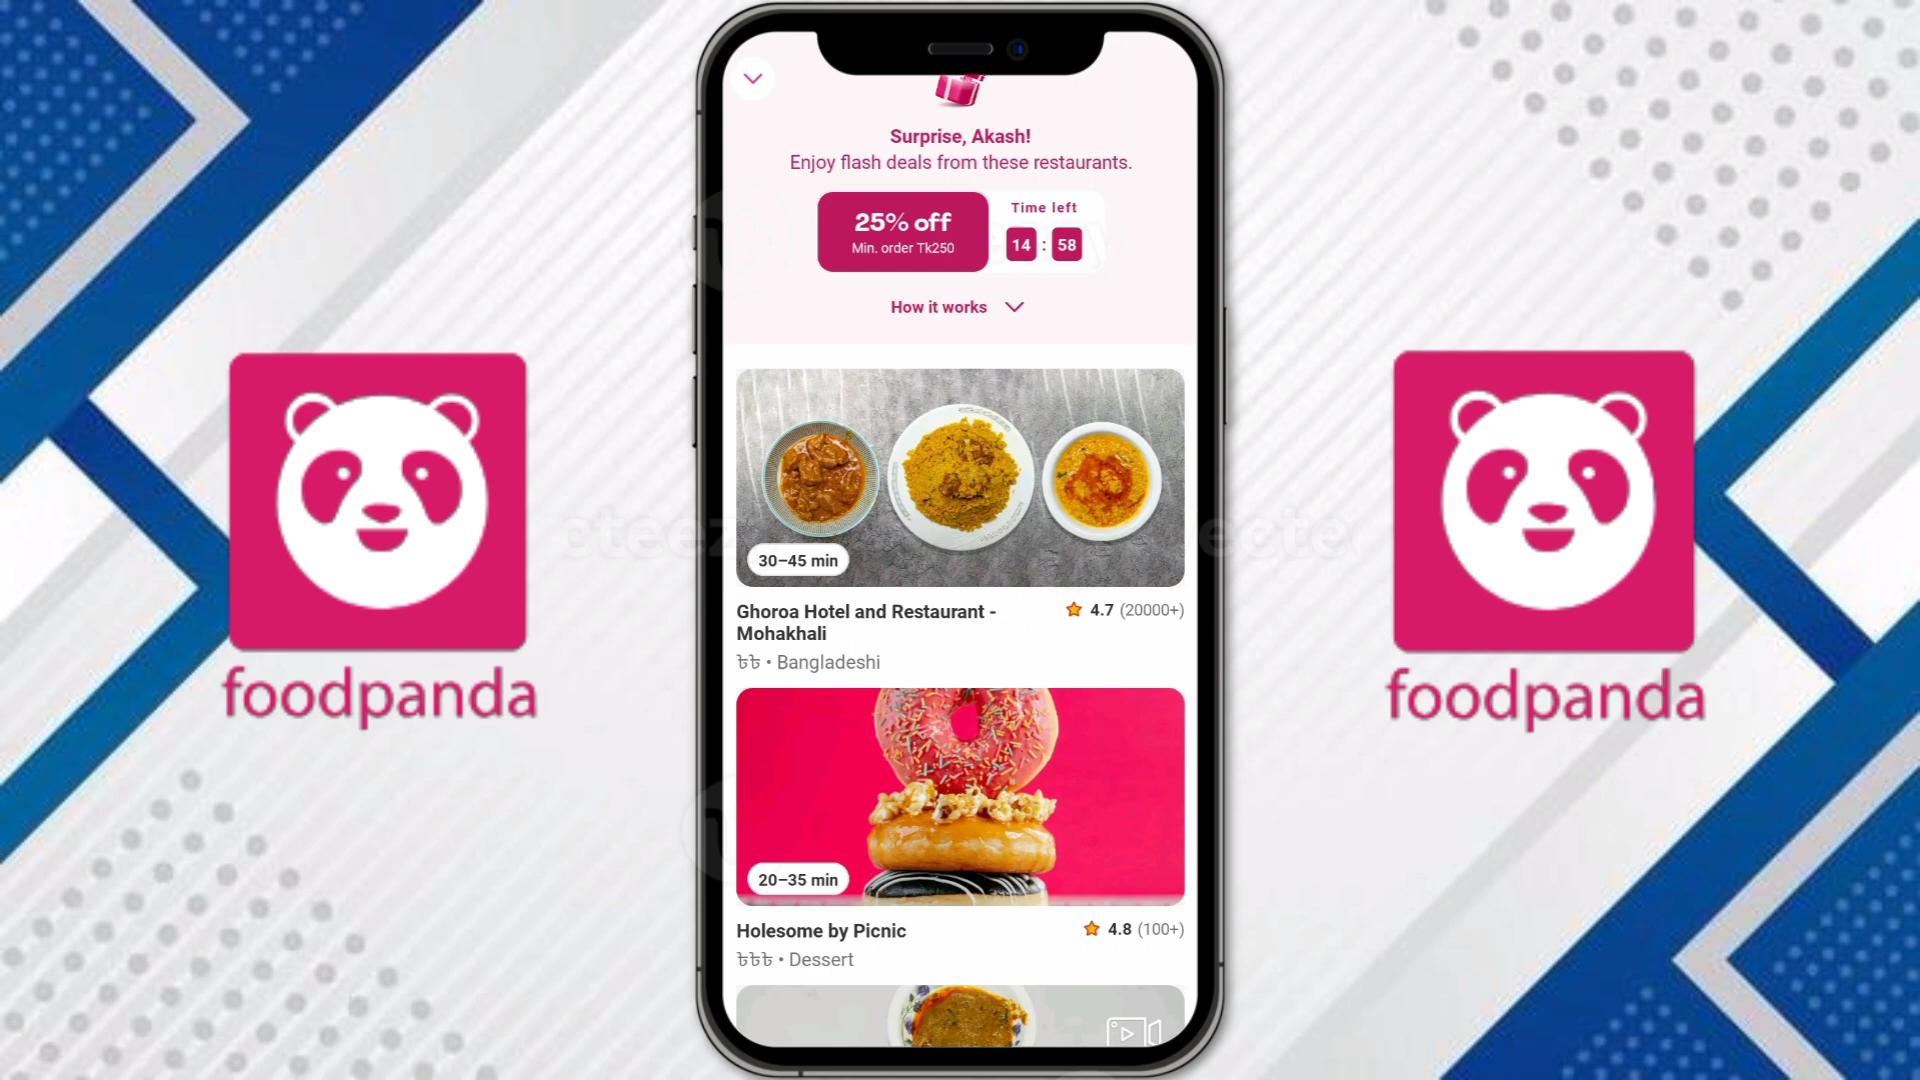 Surprise, Akash!
Enjoy flash deals from these restaurants.
25% off
Min. order Tk250
Time left
14 : 58
How it works
30–45 min
Ghoroa Hotel and Restaurant -
Mohakhali
4.7 (20000+)
৳৳ • Bangladeshi
20–35 min
Holesome by Picnic
4.8 (100+)
৳৳৳ • Dessert
foodpanda
foodpanda